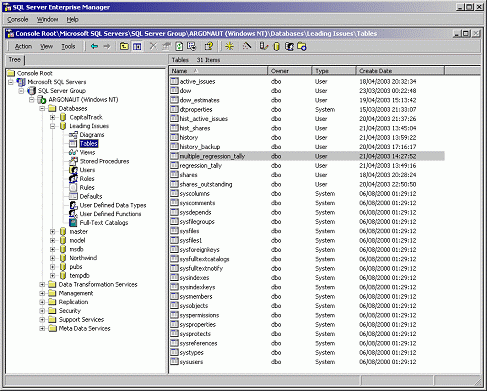 SQL Server Enterprise Manager
Console Window Help
Console Root\Microsoft SQL Servers\SQL Server Group\ARGONAUT (Windows NT)\Databases\Leading Issues\Tables
Action View Tools
Tree
Console Root
Microsoft SQL Servers
SQL Server Group
ARGONAUT (Windows NT)
Databases
CapitalTrack
Leading Issues
Diagrams
Tables
Views
Stored Procedures
Users
Roles
Rules
Defaults
User Defined Data Types
User Defined Functions
Full-Text Catalogs
master
model
msdb
Northwind
pubs
tempdb
Data Transformation Services
Management
Replication
Security
Support Services
Meta Data Services
Tables 31 Items
Name Owner Type Create Date
active_issues dbo User 18/04/2003 20:32:34
dow dbo User 23/03/2003 00:22:48
dow_estimates dbo User 19/04/2003 15:13:42
dtproperties dbo System 15/03/2003 21:33:07
hist_active_issues dbo User 20/04/2003 21:37:26
hist_shares dbo User 21/04/2003 13:45:04
history dbo User 21/04/2003 13:59:22
history_backup dbo User 21/04/2003 17:16:17
multiple_regression_tally dbo User 21/04/2003 14:27:52
regression_tally dbo User 21/04/2003 13:49:16
shares dbo User 18/04/2003 20:28:24
shares_outstanding dbo User 20/04/2003 22:50:50
syscolumns dbo System 06/08/2000 01:29:12
syscomments dbo System 06/08/2000 01:29:12
sysdepends dbo System 06/08/2000 01:29:12
sysfilegroups dbo System 06/08/2000 01:29:12
sysfiles dbo System 06/08/2000 01:29:12
sysfiles1 dbo System 06/08/2000 01:29:12
sysforeignkeys dbo System 06/08/2000 01:29:12
sysfulltextcatalogs dbo System 06/08/2000 01:29:12
sysfulltextnotify dbo System 06/08/2000 01:29:12
sysindexes dbo System 06/08/2000 01:29:12
sysindexkeys dbo System 06/08/2000 01:29:12
sysmembers dbo System 06/08/2000 01:29:12
sysobjects dbo System 06/08/2000 01:29:12
syspermissions dbo System 06/08/2000 01:29:12
sysproperties dbo System 06/08/2000 01:29:12
sysprotects dbo System 06/08/2000 01:29:12
sysreferences dbo System 06/08/2000 01:29:12
systypes dbo System 06/08/2000 01:29:12
sysusers dbo System 06/08/2000 01:29:12